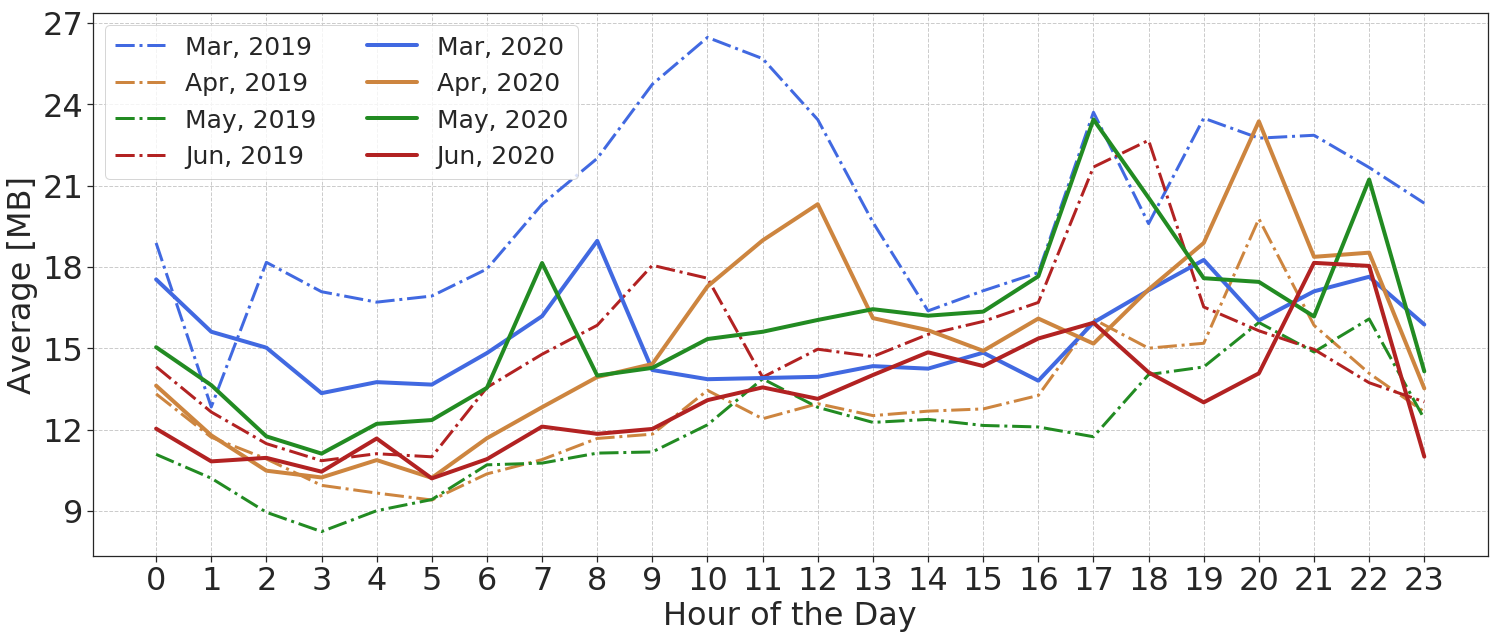 27
24
21
18
15
12
9
Average [MB]
Mar, 2019
Apr, 2019
May, 2019
Jun, 2019
Mar, 2020
Apr, 2020
May, 2020
Jun, 2020
0 1 2 3 4 5 6 7 8 9 10 11 12 13 14 15 16 17 18 19 20 21 22 23
Hour of the Day